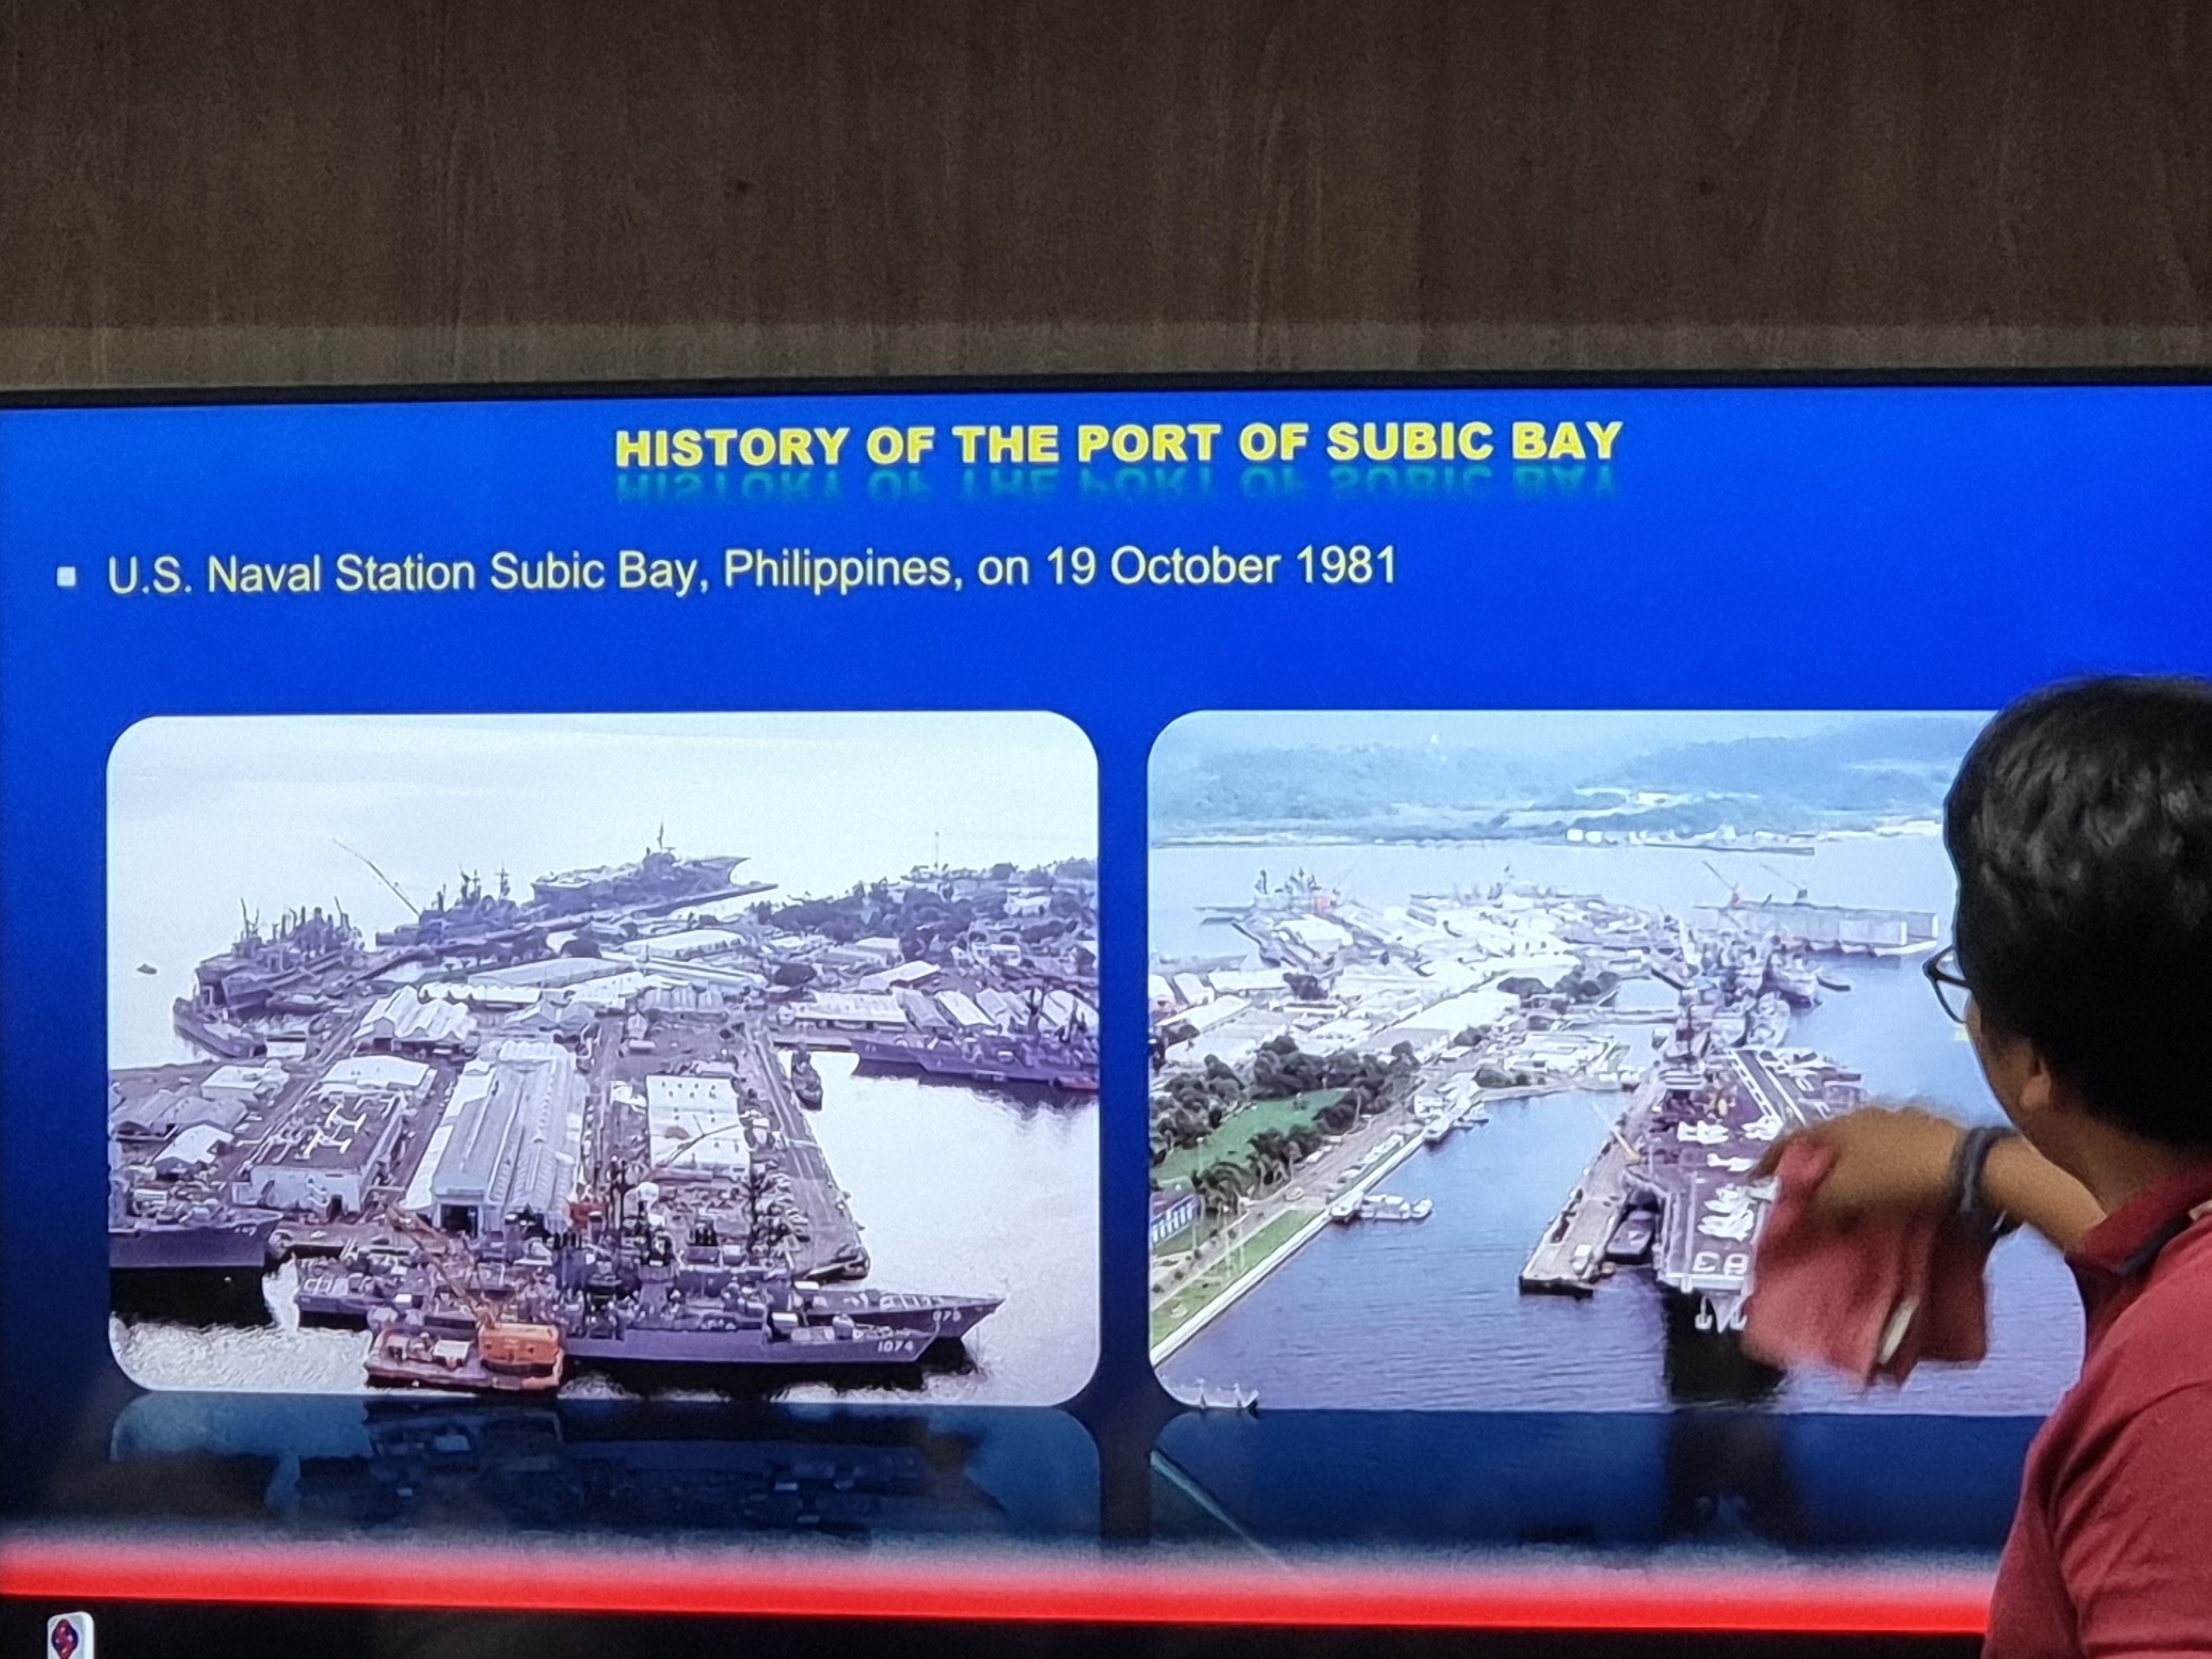 HISTORY OF THE PORT OF SUBIC BAY
▪ U.S. Naval Station Subic Bay, Philippines, on 19 October 1981
1074